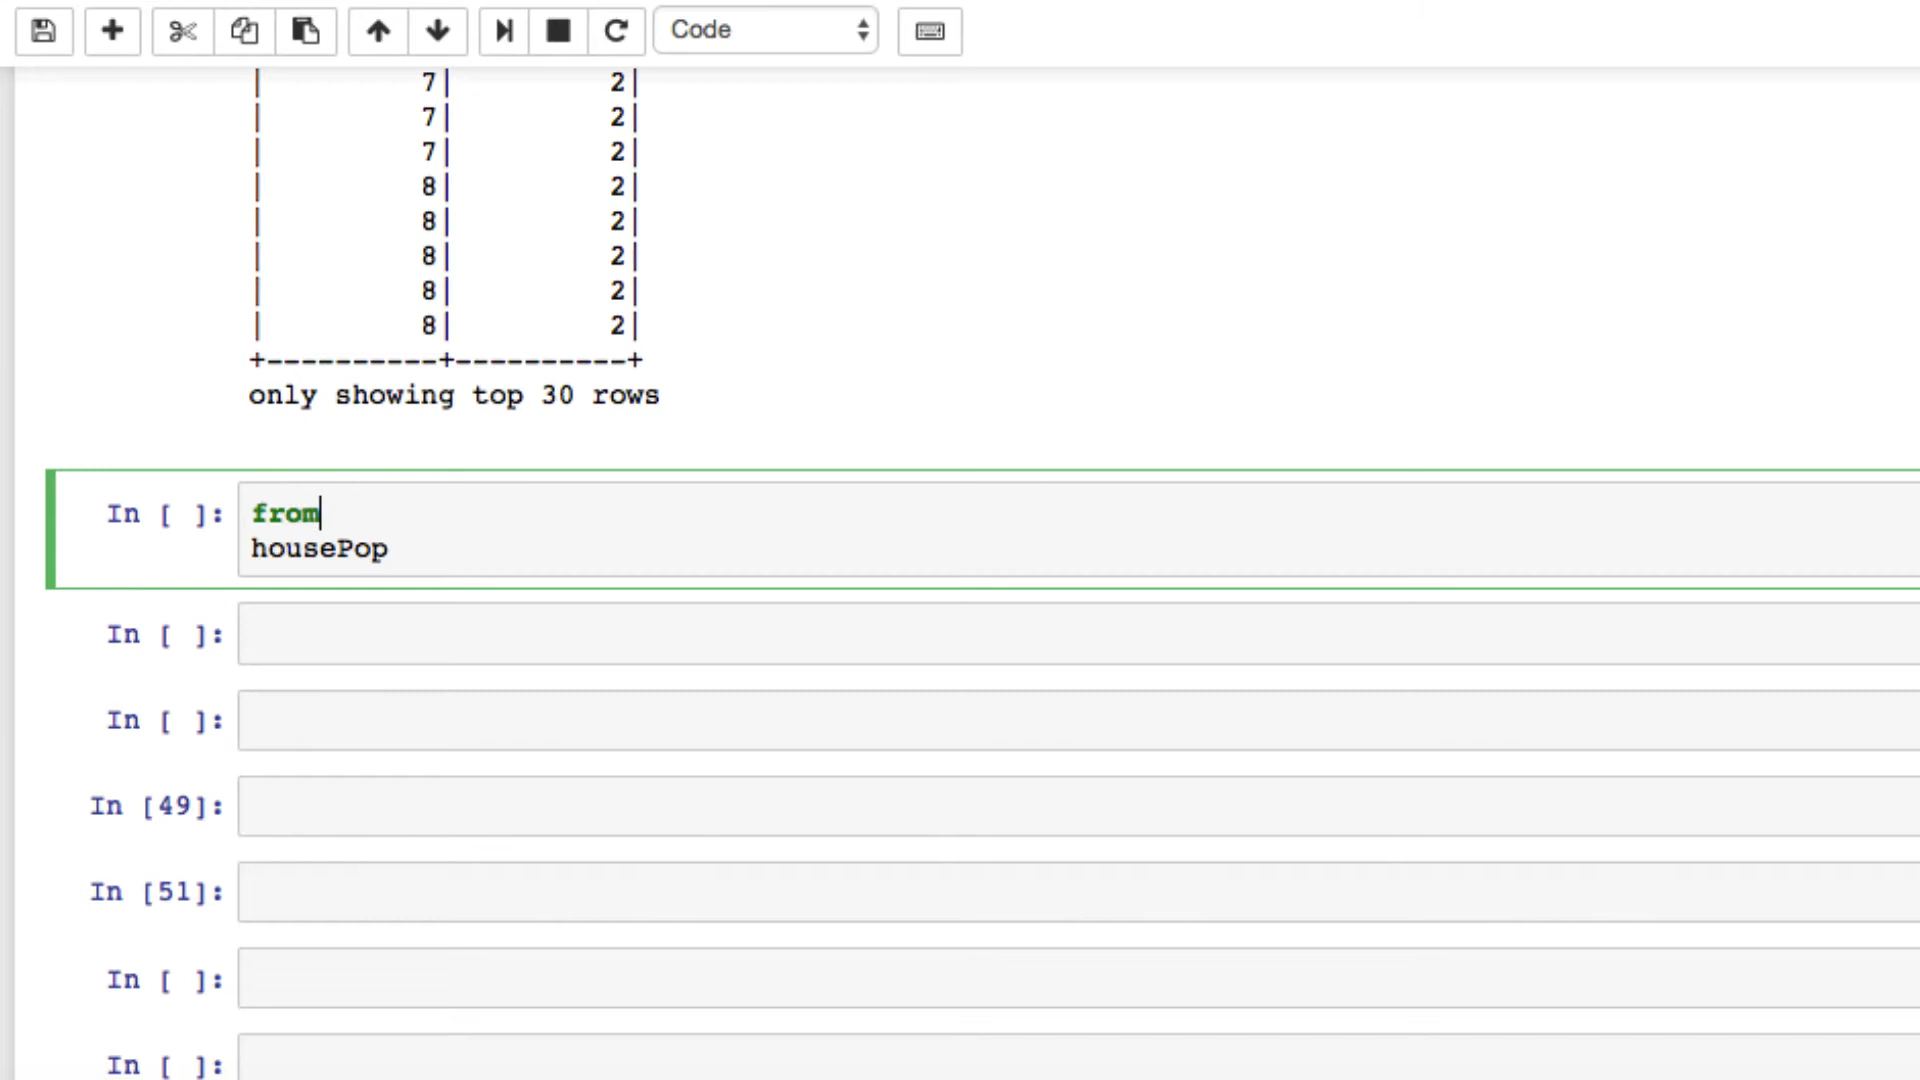 Code
| 7| 2|
| 7| 2|
| 7| 2|
| 8| 2|
| 8| 2|
| 8| 2|
| 8| 2|
| 8| 2|
+----------+----------+
only showing top 30 rows
In [ ]: from
housePop
In [ ]:
In [ ]:
In [49]:
In [51]:
In [ ]:
In [ ]: